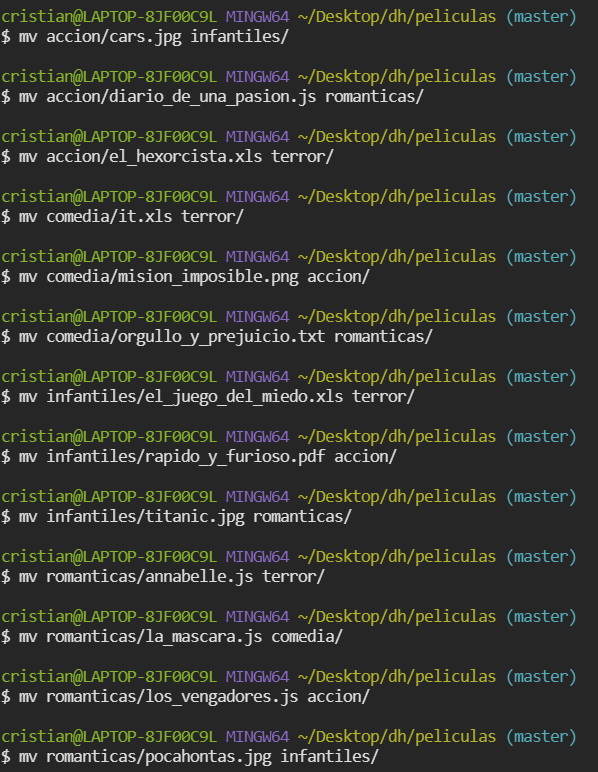 cristian@LAPTOP-8JF00C9L MINGW64 ~/Desktop/dh/peliculas (master)
$ mv accion/cars.jpg infantiles/
cristian@LAPTOP-8JF00C9L MINGW64 ~/Desktop/dh/peliculas (master)
$ mv accion/diario_de_una_pasion.js romanticas/
cristian@LAPTOP-8JF00C9L MINGW64 ~/Desktop/dh/peliculas (master)
$ mv accion/el_hexorcista.xls terror/
cristian@LAPTOP-8JF00C9L MINGW64 ~/Desktop/dh/peliculas (master)
$ mv comedia/it.xls terror/
cristian@LAPTOP-8JF00C9L MINGW64 ~/Desktop/dh/peliculas (master)
$ mv comedia/mision_imposible.png accion/
cristian@LAPTOP-8JF00C9L MINGW64 ~/Desktop/dh/peliculas (master)
$ mv comedia/orgullo_y_prejuicio.txt romanticas/
cristian@LAPTOP-8JF00C9L MINGW64 ~/Desktop/dh/peliculas (master)
$ mv infantiles/el_juego_del_miedo.xls terror/
cristian@LAPTOP-8JF00C9L MINGW64 ~/Desktop/dh/peliculas (master)
$ mv infantiles/rapido_y_furioso.pdf accion/
cristian@LAPTOP-8JF00C9L MINGW64 ~/Desktop/dh/peliculas (master)
$ mv infantiles/titanic.jpg romanticas/
cristian@LAPTOP-8JF00C9L MINGW64 ~/Desktop/dh/peliculas (master)
$ mv romanticas/annabelle.js terror/
cristian@LAPTOP-8JF00C9L MINGW64 ~/Desktop/dh/peliculas (master)
$ mv romanticas/la_mascara.js comedia/
cristian@LAPTOP-8JF00C9L MINGW64 ~/Desktop/dh/peliculas (master)
$ mv romanticas/los_vengadores.js accion/
cristian@LAPTOP-8JF00C9L MINGW64 ~/Desktop/dh/peliculas (master)
$ mv romanticas/pocahontas.jpg infantiles/